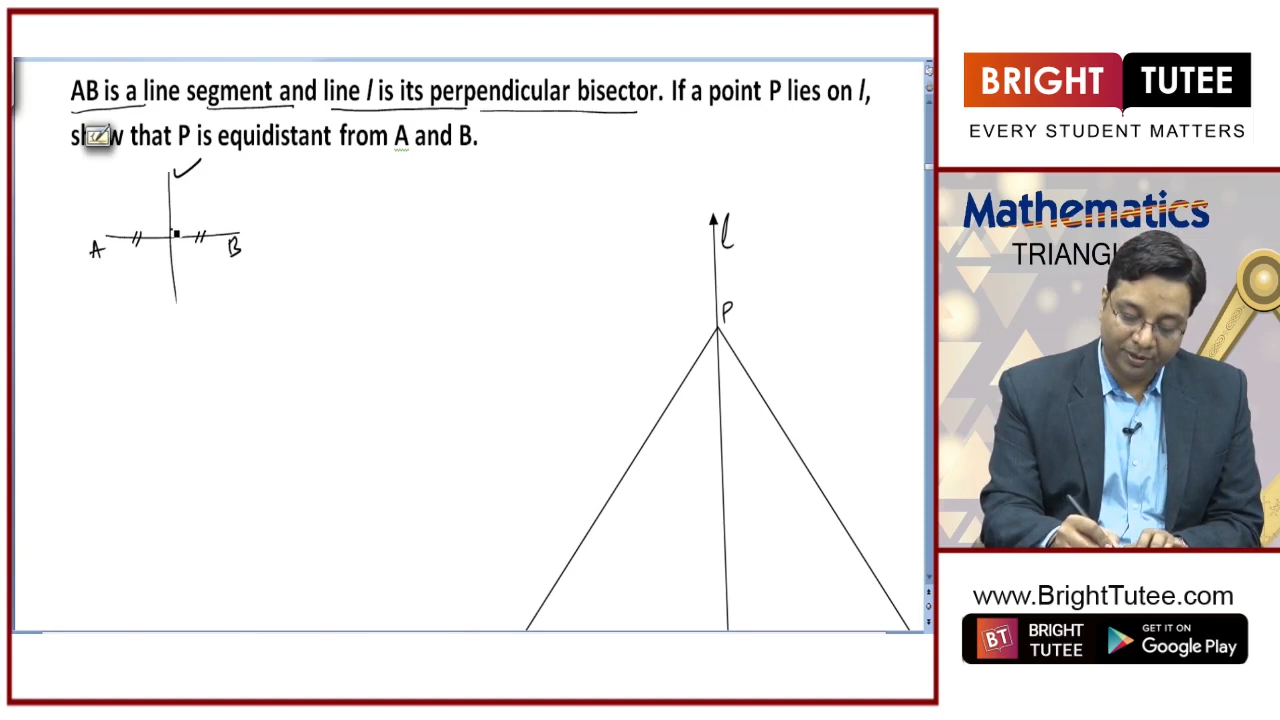 AB is a line segment and line l is its perpendicular bisector. If a point P lies on l,
that P is equidistant from A and B.
A
B
l
P
BRIGHT TUTEE
EVERY STUDENT MATTERS
Mathematics
www.BrightTutee.com
BT
BRIGHT
TUTEE
GET IT ON
Google Play